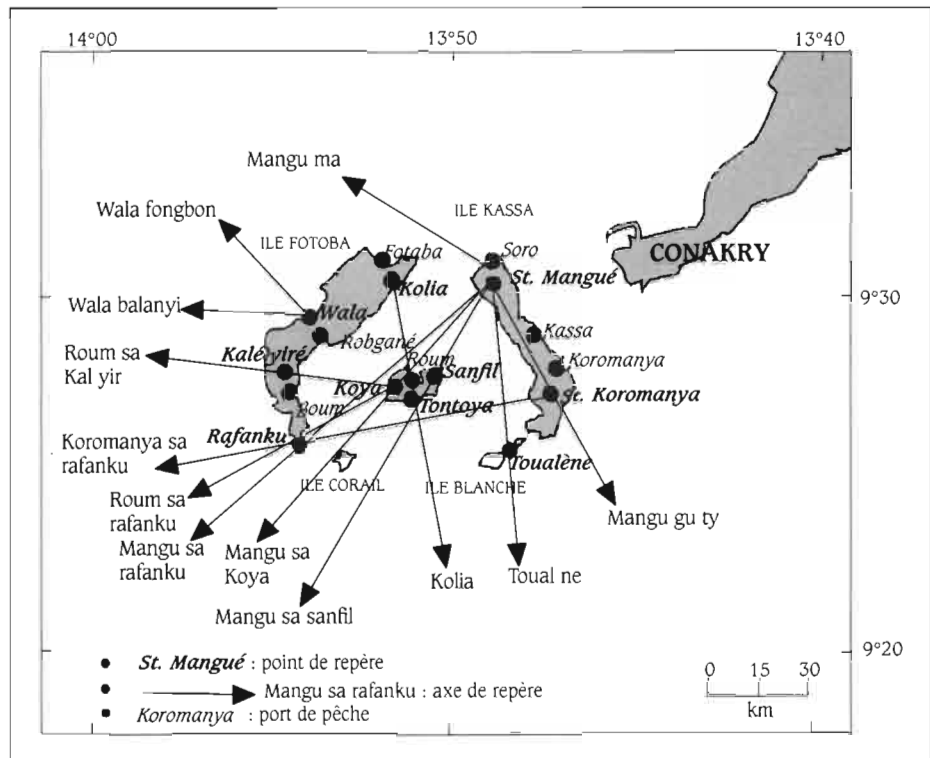 14°00
13°50
13°40
Mangu ma
Wala fongbon
ILE KASSA
ILE FOTOBA
Fotaba
Soro
CONAKRY
Kolia
St. Mangué
9°30
Wala balanyi
Wala
Kassa
Robgané
Roum sa
Kal yir
Kalé yiré
Roum
Sanfil
Koromanya
Koya
Boum
Tontoya
St. Koromanya
Rafanku
Koromanya sa
rafanku
ILE CORAIL
ILE BLANCHE
Toualène
Roum sa
rafanku
Mangu gu ty
Mangu sa
rafanku
Mangu sa
Koya
Kolia
Toual ne
Mangu sa sanfil
9°20
St. Mangué : point de repère
Mangu sa rafanku : axe de repère
Koromanya : port de pêche
0 15 30
km